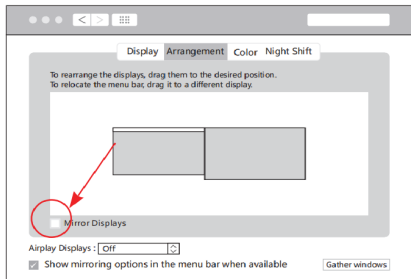 Display Arrangement Color Night Shift
To rearrange the displays, drag them to the desired position.
To relocate the menu bar, drag it to a different display.
Mirror Displays
Airplay Displays : Off
Show mirroring options in the menu bar when available
Gather windows